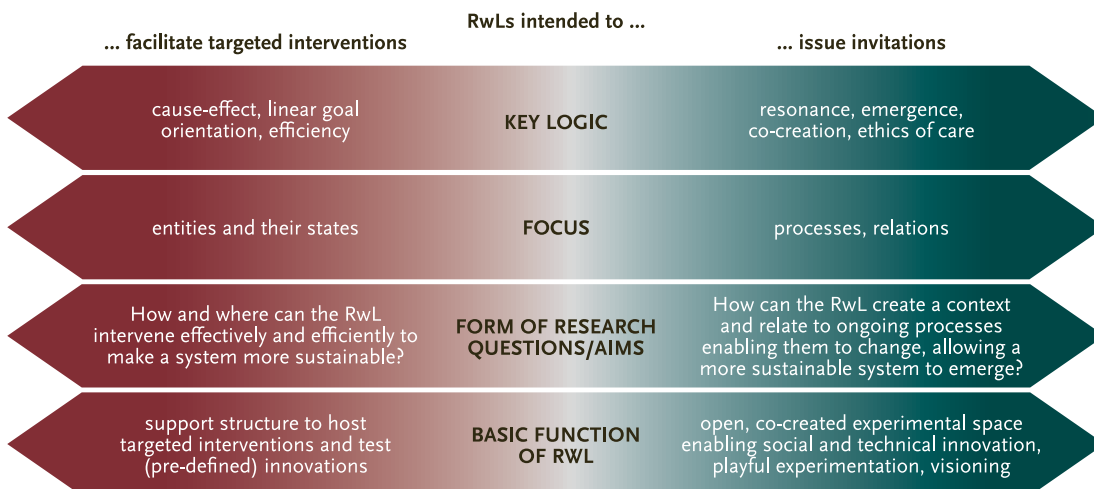 RwLs intended to ...
... facilitate targeted interventions
... issue invitations
cause-effect, linear goal
orientation, efficiency
KEY LOGIC
resonance, emergence,
co-creation, ethics of care
entities and their states
FOCUS
processes, relations
How and where can the RwL
intervene effectively and efficiently to
make a system more sustainable?
FORM OF RESEARCH
QUESTIONS/AIMS
How can the RwL create a context
and relate to ongoing processes
enabling them to change, allowing a
more sustainable system to emerge?
support structure to host
targeted interventions and test
(pre-defined) innovations
BASIC FUNCTION
OF RWL
open, co-created experimental space
enabling social and technical innovation,
playful experimentation, visioning